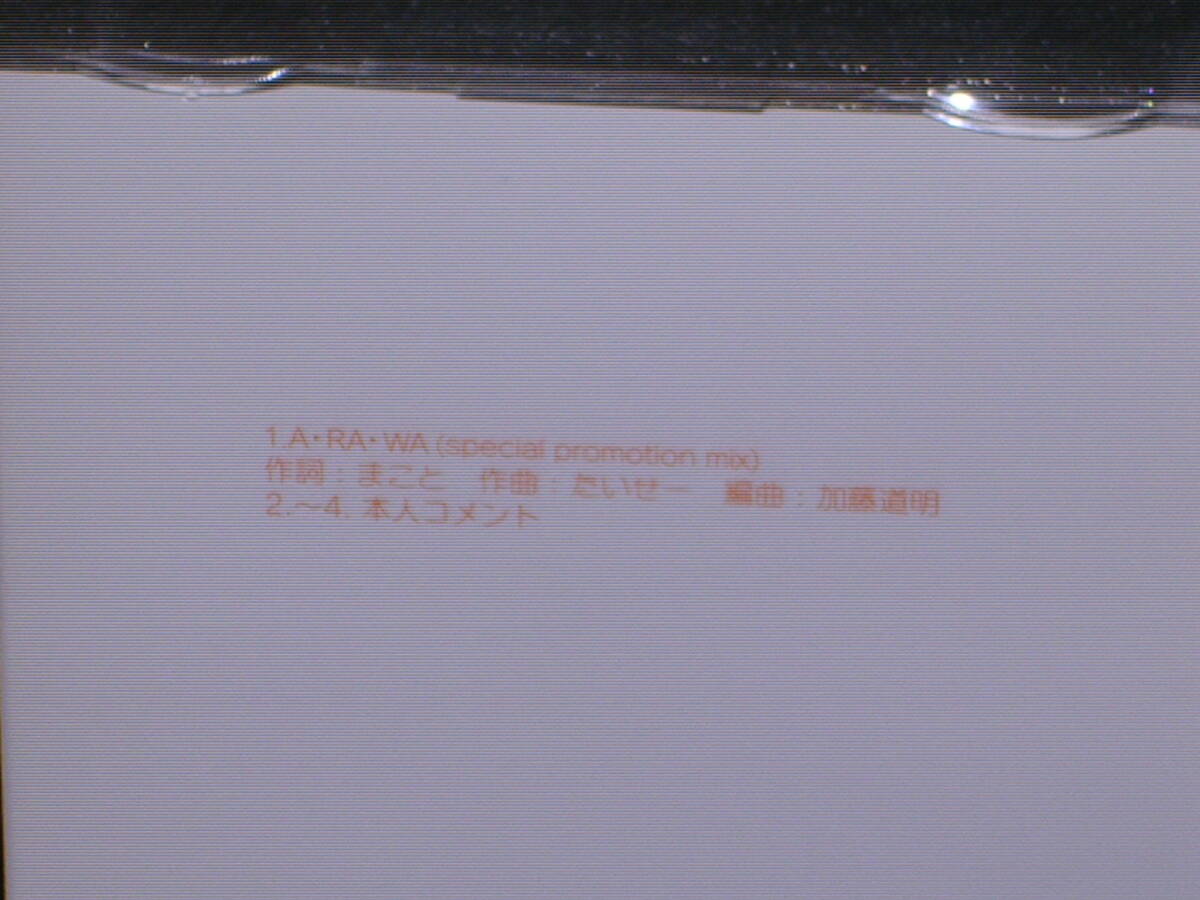 1.A・RA・WA (special promotion mix)
作詞：まこと　作曲：たいせー　編曲：加藤道明
2.～4. 本人コメント